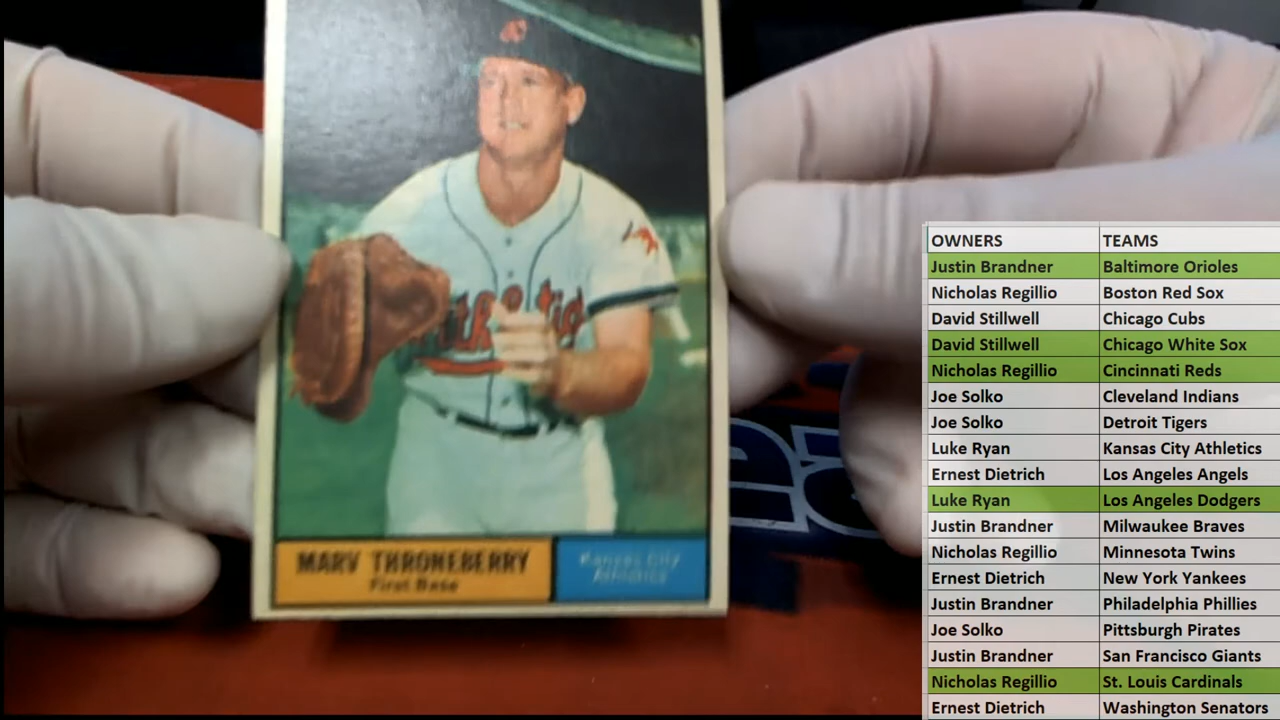 MARV THRONEBERRY
First Base
Kansas City
Athletics
OWNERS TEAMS
Justin Brandner Baltimore Orioles
Nicholas Regillio Boston Red Sox
David Stillwell Chicago Cubs
David Stillwell Chicago White Sox
Nicholas Regillio Cincinnati Reds
Joe Solko Cleveland Indians
Joe Solko Detroit Tigers
Luke Ryan Kansas City Athletics
Ernest Dietrich Los Angeles Angels
Luke Ryan Los Angeles Dodgers
Justin Brandner Milwaukee Braves
Nicholas Regillio Minnesota Twins
Ernest Dietrich New York Yankees
Justin Brandner Philadelphia Phillies
Joe Solko Pittsburgh Pirates
Justin Brandner San Francisco Giants
Nicholas Regillio St. Louis Cardinals
Ernest Dietrich Washington Senators